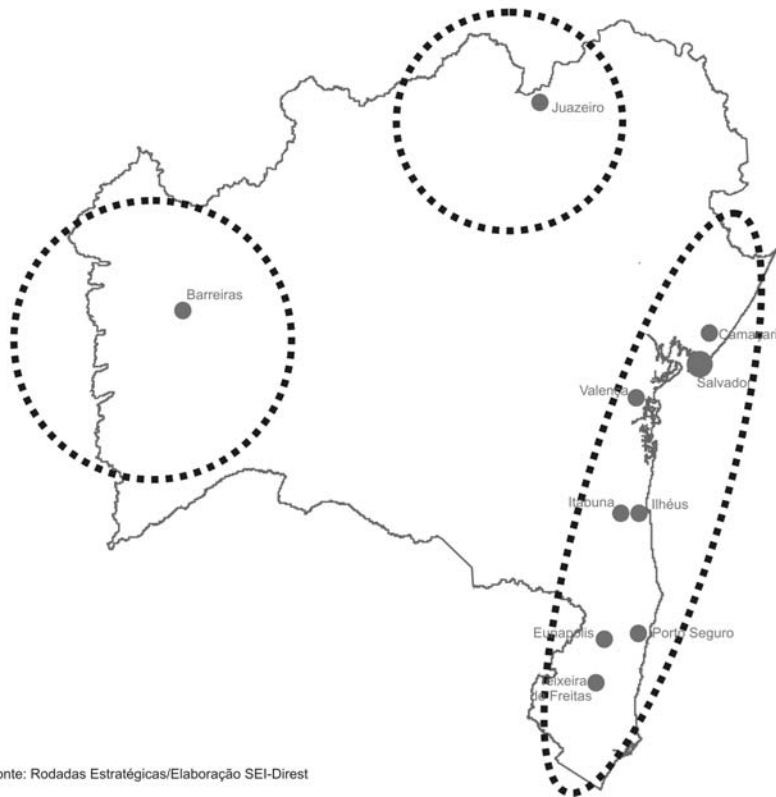 Juazeiro
Barreiras
Camaçari
Salvador
Valença
Itabuna
Ilhéus
Eunápolis
Porto Seguro
Teixeira
de Freitas
onte: Rodadas Estratégicas/Elaboração SEI-Direst